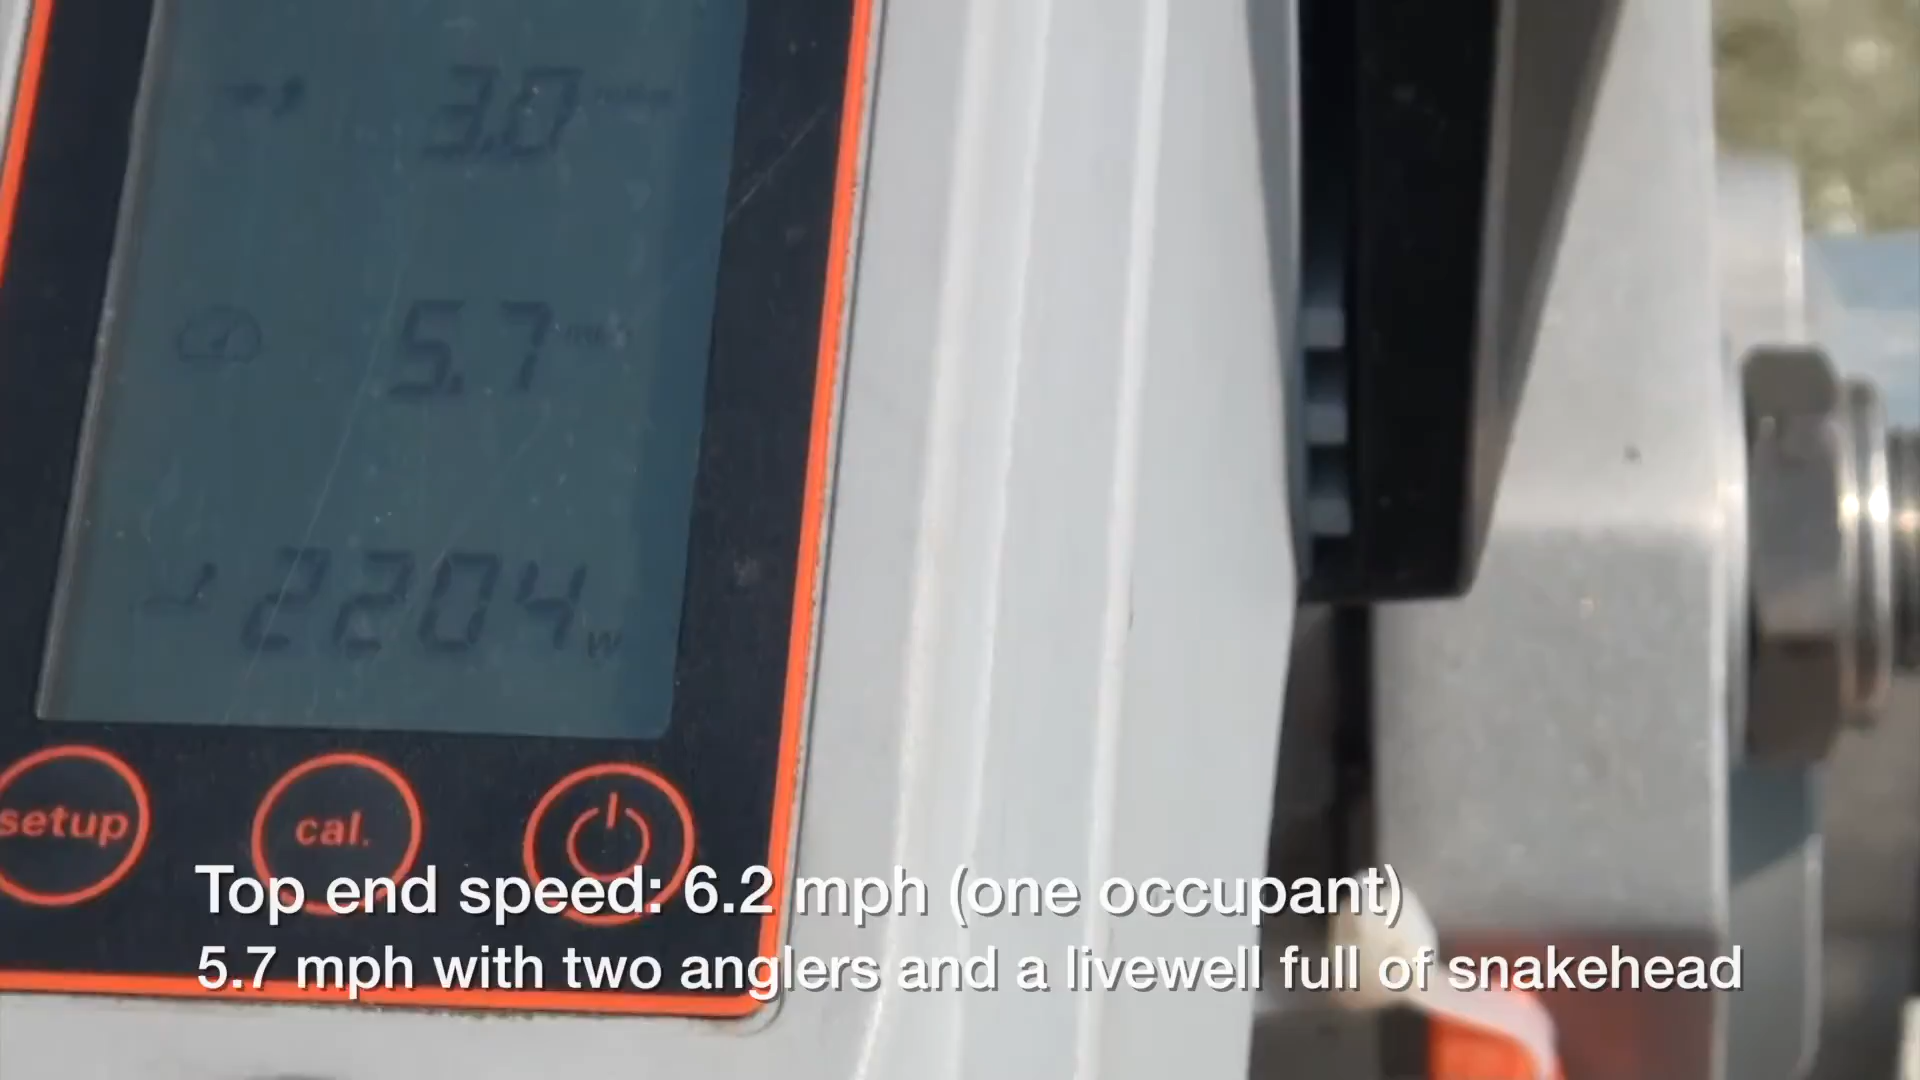 3.0
5.7
2204 W
setup
cal.
Top end speed: 6.2 mph (one occupant)
5.7 mph with two anglers and a livewell full of snakehead